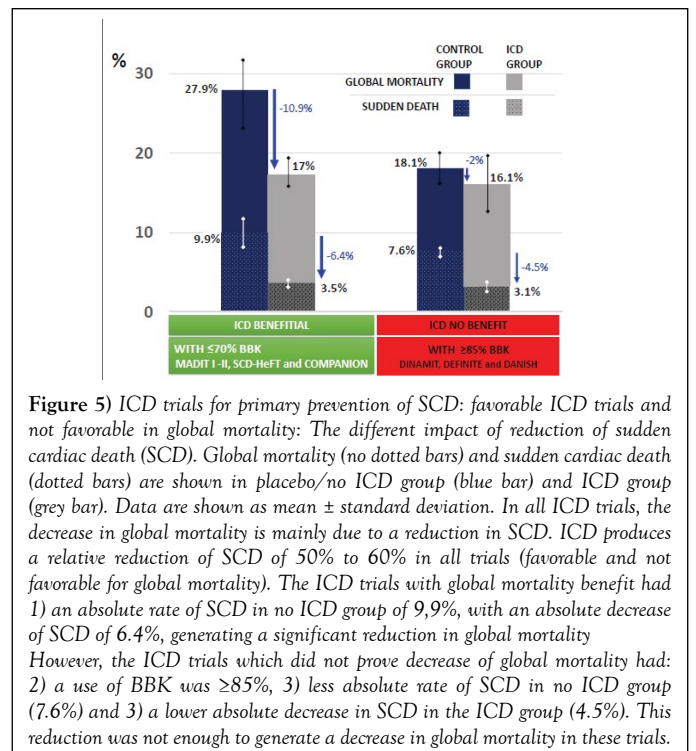 %
CONTROL GROUP
ICD GROUP
GLOBAL MORTALITY
SUDDEN DEATH
30
20
10
0
27.9%
-10.9%
17%
9.9%
-6.4%
3.5%
18.1%
-2%
16.1%
7.6%
-4.5%
3.1%
ICD BENEFITIAL
ICD NO BENEFIT
WITH ≤70% BBK
MADIT I -II, SCD-HeFT and COMPANION
WITH ≥85% BBK
DINAMIT, DEFINITE and DANISH
Figure 5) ICD trials for primary prevention of SCD: favorable ICD trials and
not favorable in global mortality: The different impact of reduction of sudden
cardiac death (SCD). Global mortality (no dotted bars) and sudden cardiac death
(dotted bars) are shown in placebo/no ICD group (blue bar) and ICD group
(grey bar). Data are shown as mean ± standard deviation. In all ICD trials, the
decrease in global mortality is mainly due to a reduction in SCD. ICD produces
a relative reduction of SCD of 50% to 60% in all trials (favorable and not
favorable for global mortality). The ICD trials with global mortality benefit had
1) an absolute rate of SCD in no ICD group of 9,9%, with an absolute decrease
of SCD of 6.4%, generating a significant reduction in global mortality
However, the ICD trials which did not prove decrease of global mortality had:
2) a use of BBK was ≥85%, 3) less absolute rate of SCD in no ICD group
(7.6%) and 3) a lower absolute decrease in SCD in the ICD group (4.5%). This
reduction was not enough to generate a decrease in global mortality in these trials.